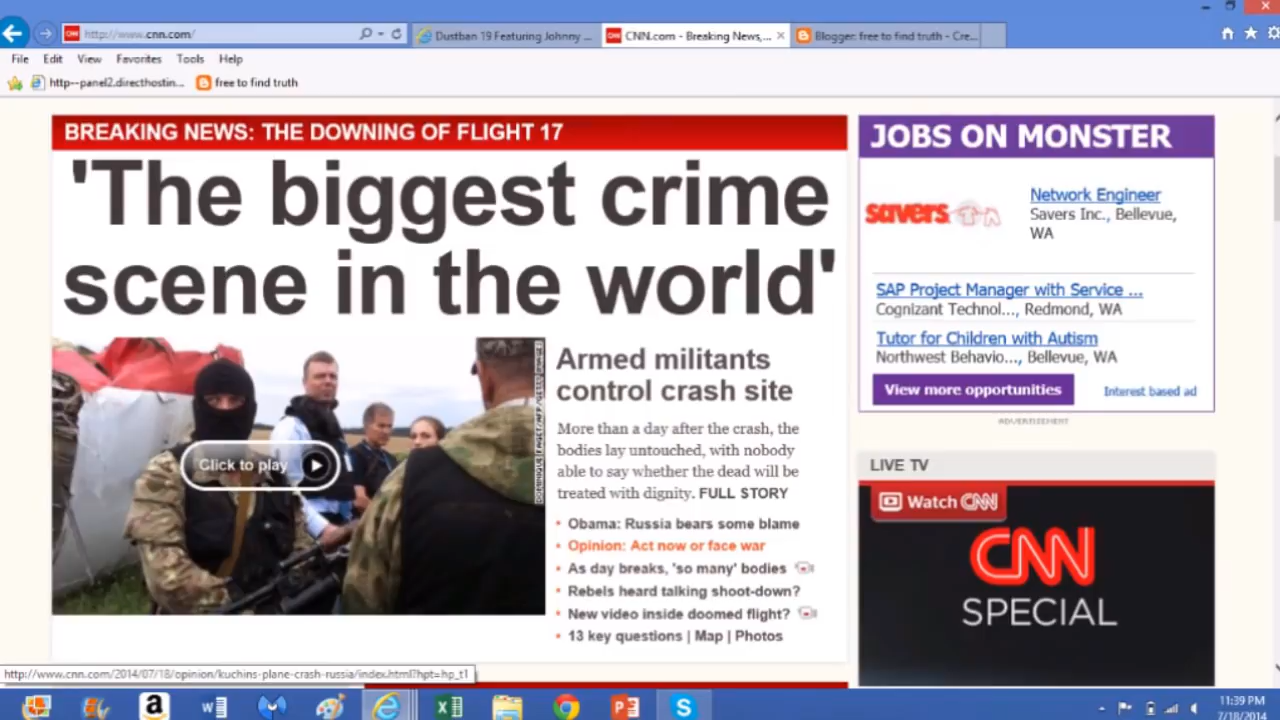 http://www.cnn.com/
Dustban 19 Featuring Johnny ...
CNN.com - Breaking News,...
Blogger: free to find truth - Cre...
File Edit View Favorites Tools Help
http--panel2.directhostin...
free to find truth
BREAKING NEWS: THE DOWNING OF FLIGHT 17
'The biggest crime
scene in the world'
Click to play
Armed militants
control crash site
More than a day after the crash, the
bodies lay untouched, with nobody
able to say whether the dead will be
treated with dignity. FULL STORY
Obama: Russia bears some blame
Opinion: Act now or face war
As day breaks, 'so many' bodies
Rebels heard talking shoot-down?
New video inside doomed flight?
13 key questions | Map | Photos
JOBS ON MONSTER
savers
Network Engineer
Savers Inc., Bellevue,
WA
SAP Project Manager with Service ...
Cognizant Technol..., Redmond, WA
Tutor for Children with Autism
Northwest Behavio..., Bellevue, WA
View more opportunities
Interest based ad
ADVERTISEMENT
LIVE TV
Watch CNN
CNN
SPECIAL
http://www.cnn.com/2014/07/18/opinion/kuchins-plane-crash-russia/index.html?hpt=hp_t1
11:39 PM
7/18/2014